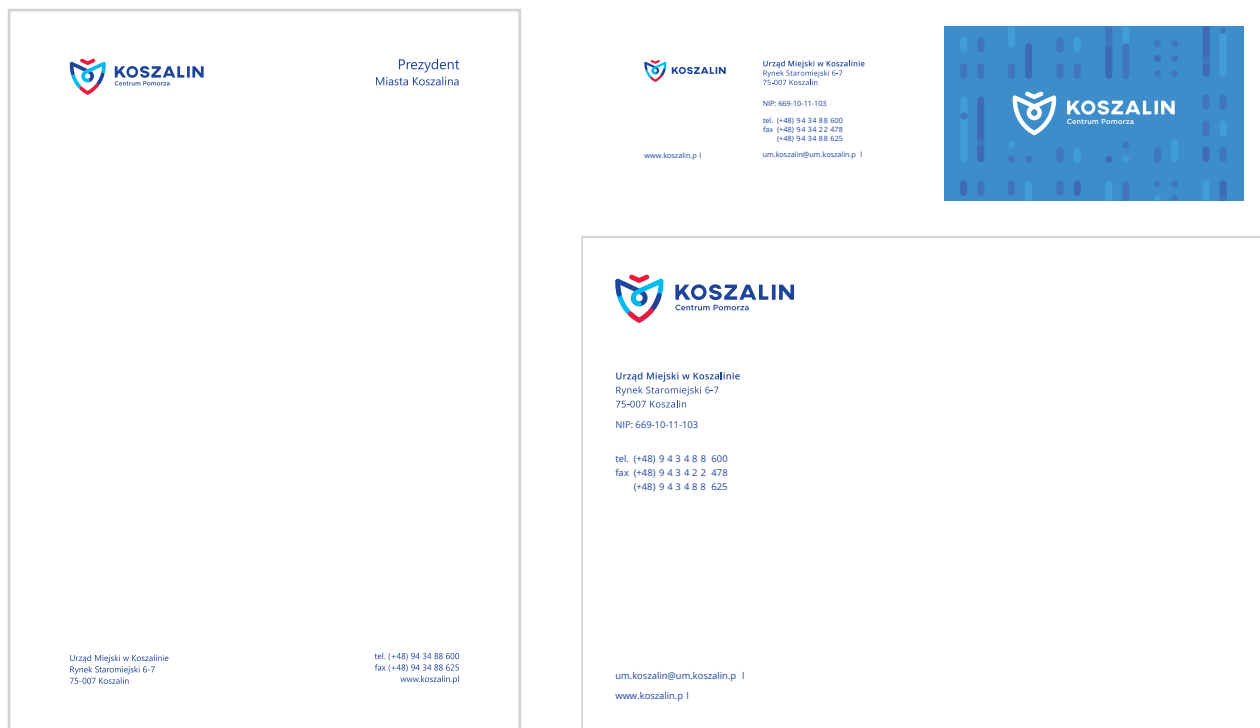 KOSZALIN
Centrum Pomorza
Prezydent
Miasta Koszalina
Urząd Miejski w Koszalinie
Rynek Staromiejski 6-7
75-007 Koszalin
tel. (+48) 94 34 88 600
fax (+48) 94 34 88 625
www.koszalin.pl
KOSZALIN
www.koszalin.p l
Urząd Miejski w Koszalinie
Rynek Staromiejski 6-7
75-007 Koszalin
NIP: 669-10-11-103
tel. (+48) 94 34 88 600
fax (+48) 94 34 22 478
(+48) 94 34 88 625
um.koszalin@um.koszalin.p l
KOSZALIN
Centrum Pomorza
KOSZALIN
Centrum Pomorza
Urząd Miejski w Koszalinie
Rynek Staromiejski 6-7
75-007 Koszalin
NIP: 669-10-11-103
tel. (+48) 9 4 3 4 8 8 600
fax (+48) 9 4 3 4 2 2 478
(+48) 9 4 3 4 8 8 625
um.koszalin@um.koszalin.p l
www.koszalin.p l